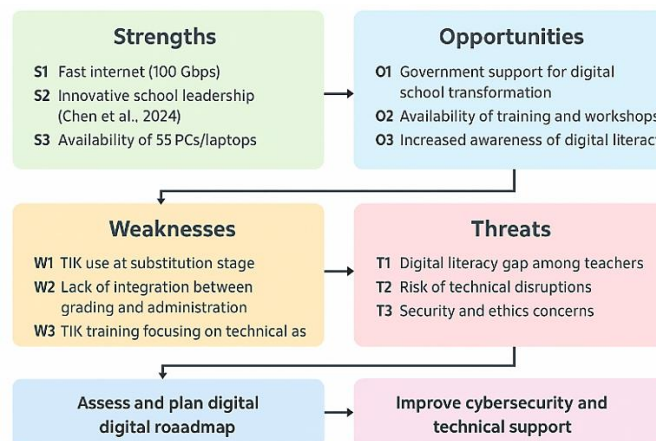 Strengths
S1 Fast internet (100 Gbps)
S2 Innovative school leadership
(Chen et al., 2024)
S3 Availability of 55 PCs/laptops
Opportunities
O1 Government support for digital
school transformation
O2 Availability of training and workshops
O3 Increased awareness of digital literac
Weaknesses
W1 TIK use at substitution stage
W2 Lack of integration between
grading and administration
W3 TIK training focusing on technical as
Threats
T1 Digital literacy gap among teachers
T2 Risk of technical disruptions
T3 Security and ethics concerns
Assess and plan digital
digital roaadmap
Improve cybersecurity and
technical support